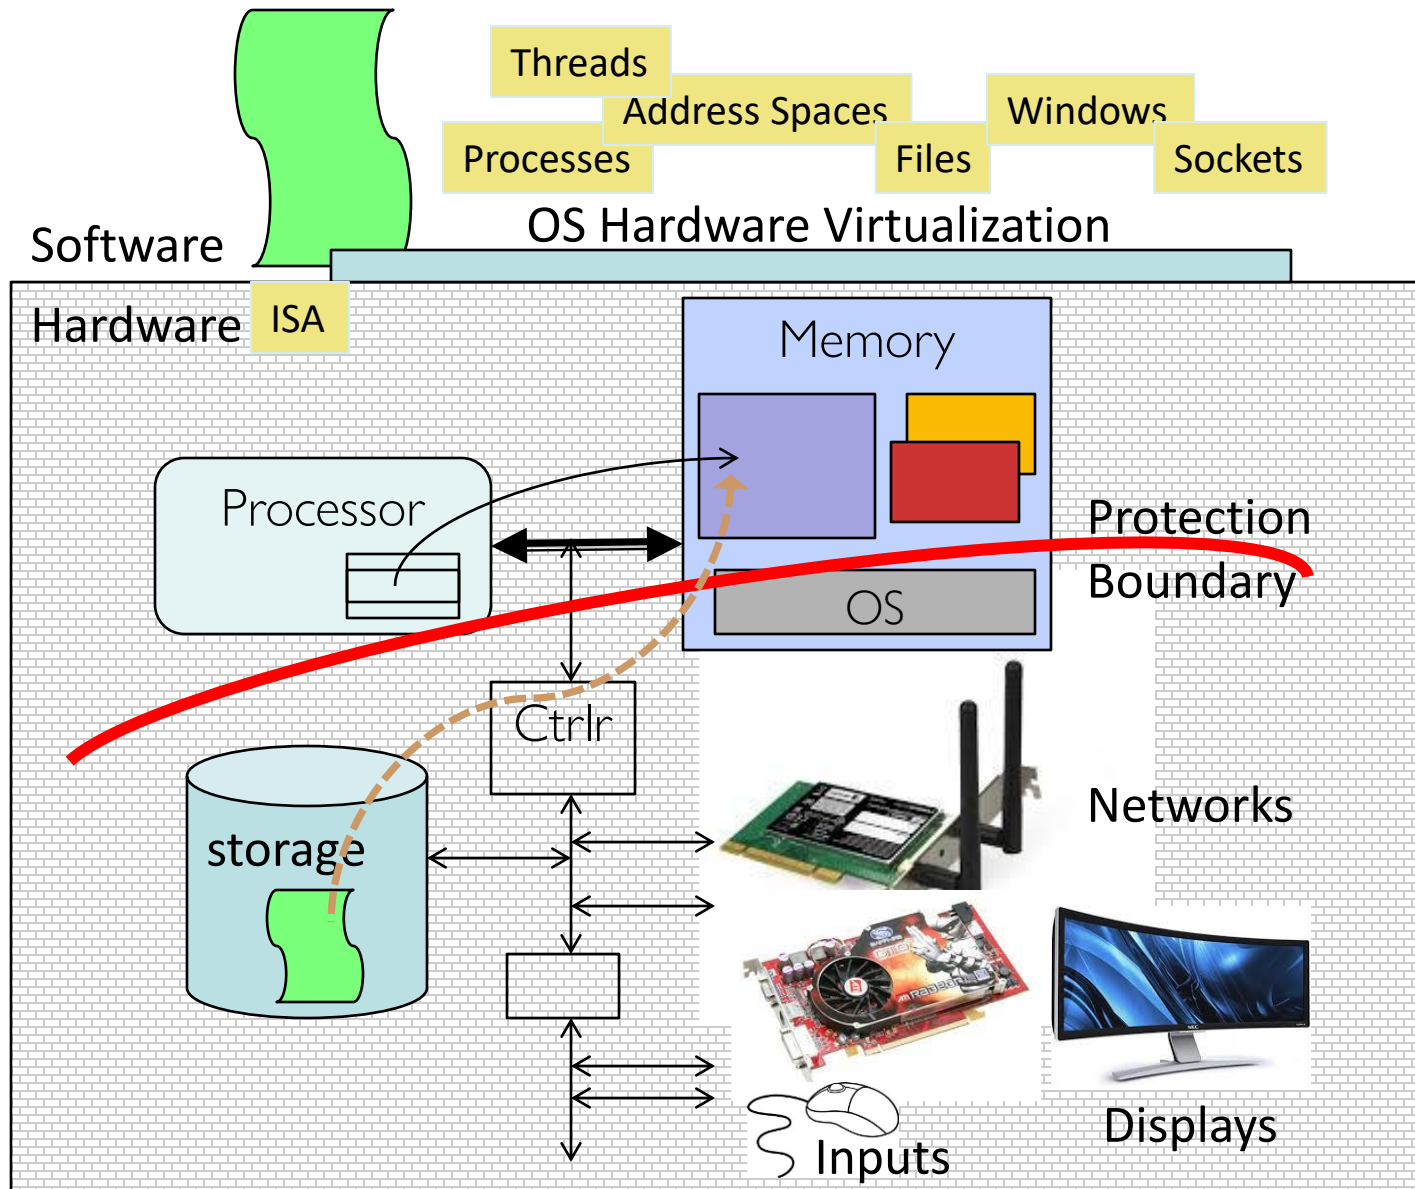 Threads
Address Spaces
Windows
Processes
Files
Sockets
OS Hardware Virtualization
Software
Hardware
ISA
Memory
Processor
Protection
Boundary
OS
Ctrlr
Networks
storage
Displays
Inputs